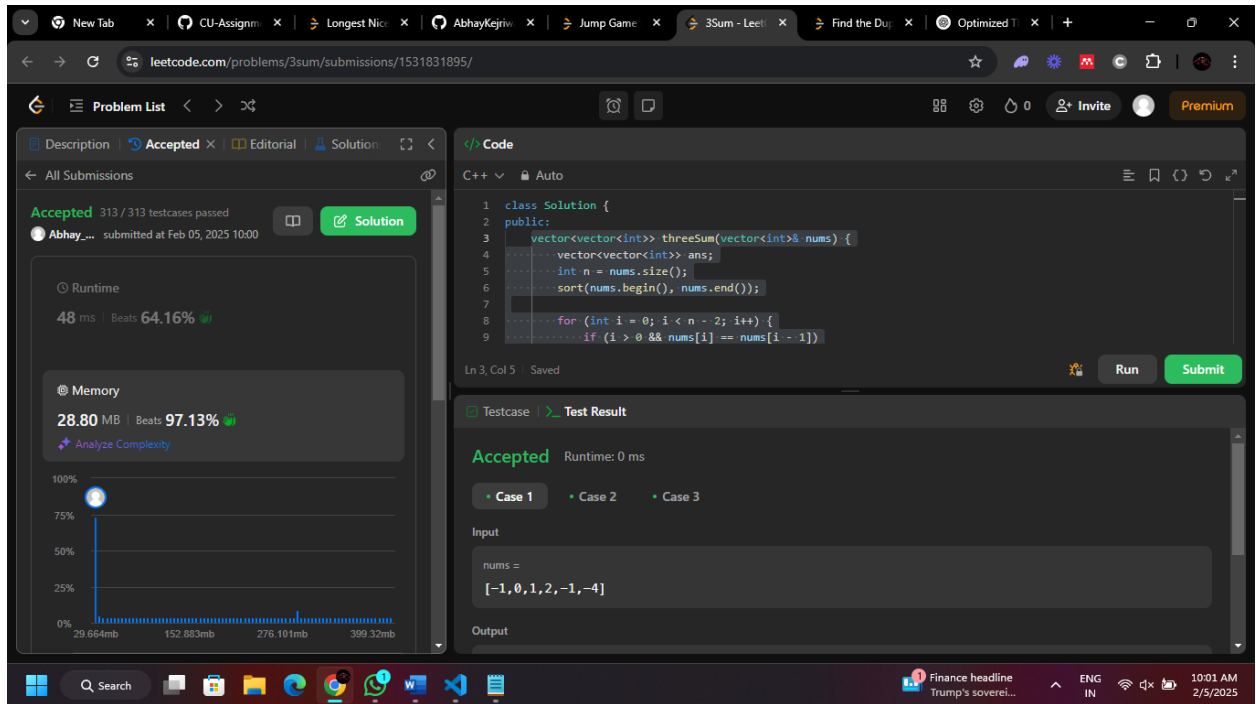 New Tab
CU-Assignm
Longest Nice
AbhayKejriw
Jump Game
3Sum - Leet
Find the Dup
Optimized Ti
leetcode.com/problems/3sum/submissions/1531831895/
Problem List
0
Invite
Premium
Description
Accepted
Editorial
Solution
All Submissions
Accepted 313 / 313 testcases passed
Abhay_... submitted at Feb 05, 2025 10:00
Solution
Runtime
48 ms | Beats 64.16%
Memory
28.80 MB | Beats 97.13%
Analyze Complexity
100%
75%
50%
25%
0%
29.664mb 152.883mb 276.101mb 399.32mb
</> Code
C++ Auto
1 class Solution {
2 public:
3 vector<vector<int>> threeSum(vector<int>& nums) {
4 vector<vector<int>> ans;
5 int n = nums.size();
6 sort(nums.begin(), nums.end());
7
8 for (int i = 0; i < n - 2; i++) {
9 if (i > 0 && nums[i] == nums[i - 1])
Ln 3, Col 5 | Saved
Run
Submit
Testcase | >_ Test Result
Accepted Runtime: 0 ms
• Case 1 • Case 2 • Case 3
Input
nums =
[-1,0,1,2,-1,-4]
Output
Search
1
1
Finance headline
Trump's soverei...
ENG
IN
10:01 AM
2/5/2025